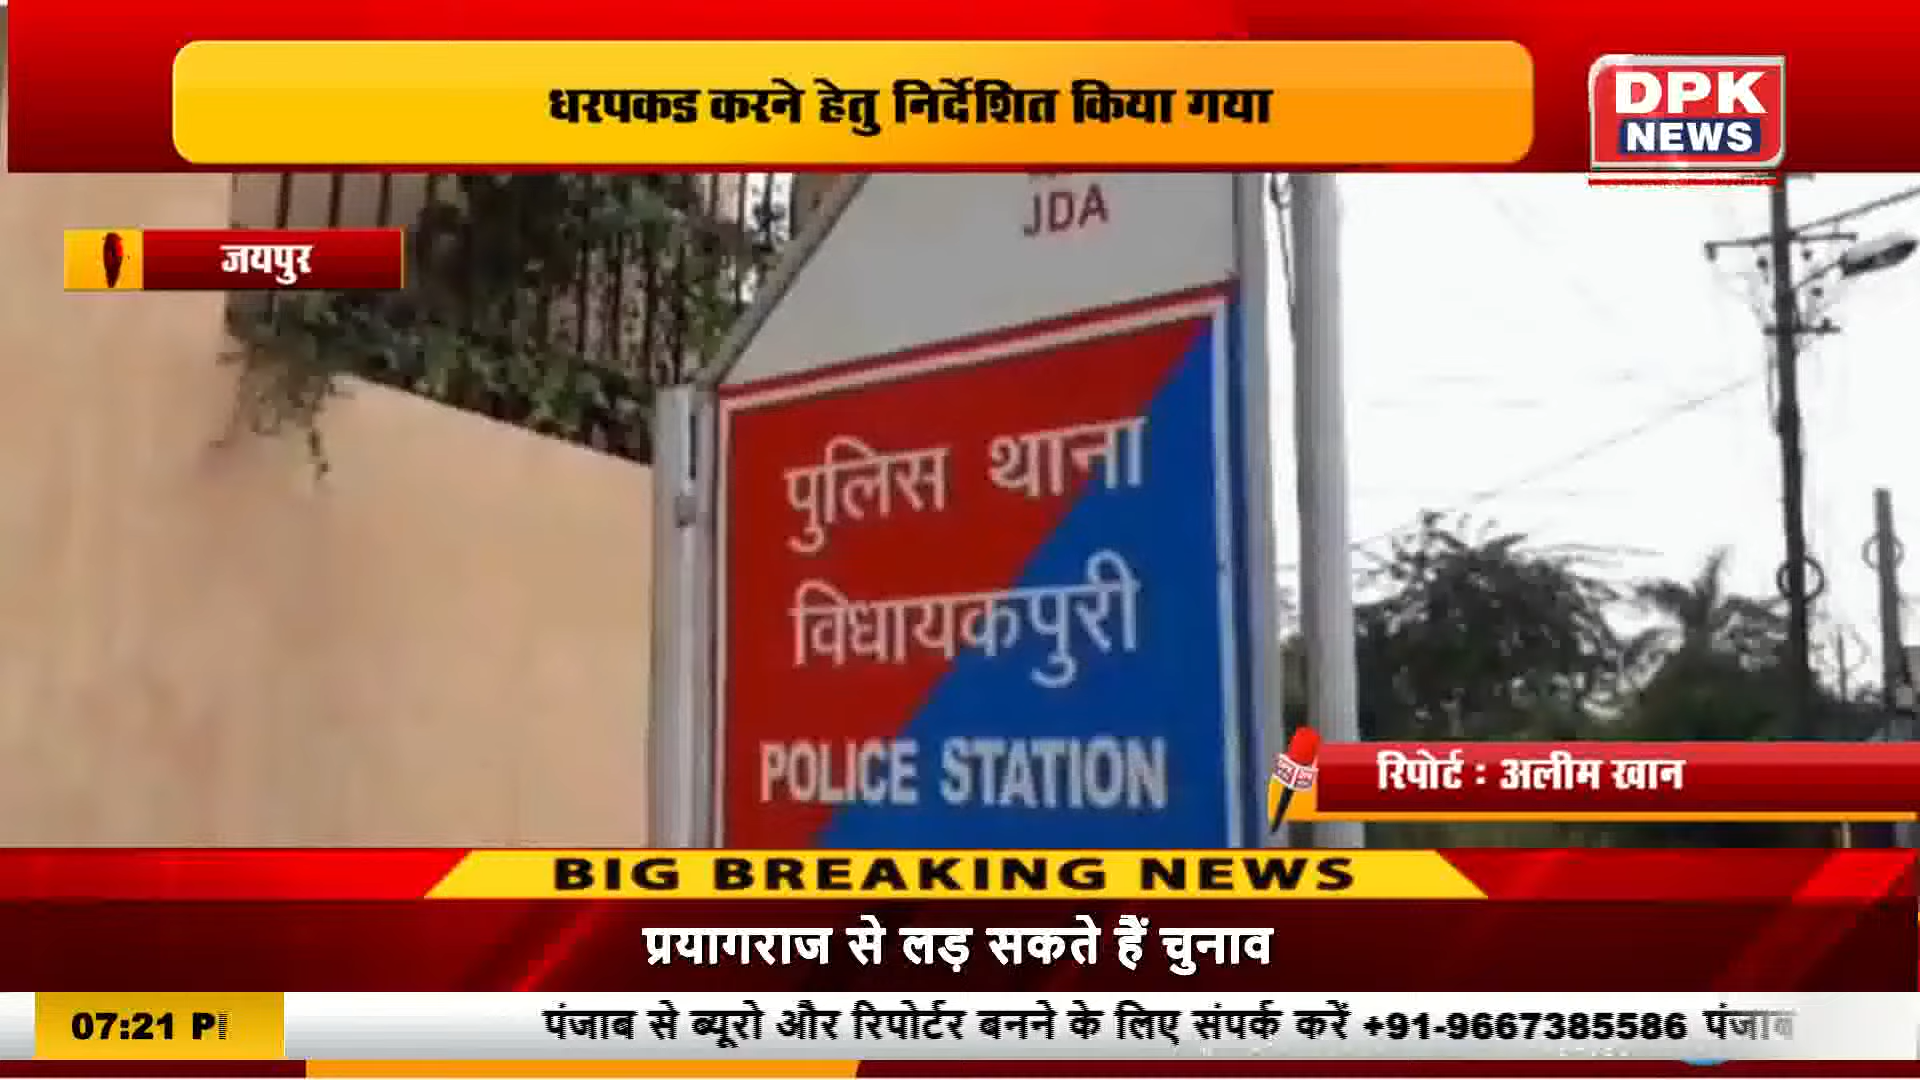 धरपकड करने हेतु निर्देशित किया गया
DPK
NEWS
जयपुर
JDA
पुलिस थाना
विधायकपुरी
POLICE STATION
रिपोर्ट : अलीम खान
BIG BREAKING NEWS
प्रयागराज से लड़ सकते हैं चुनाव
07:21
पंजाब से ब्यूरो और रिपोर्टर बनने के लिए संपर्क करें +91-9667385586